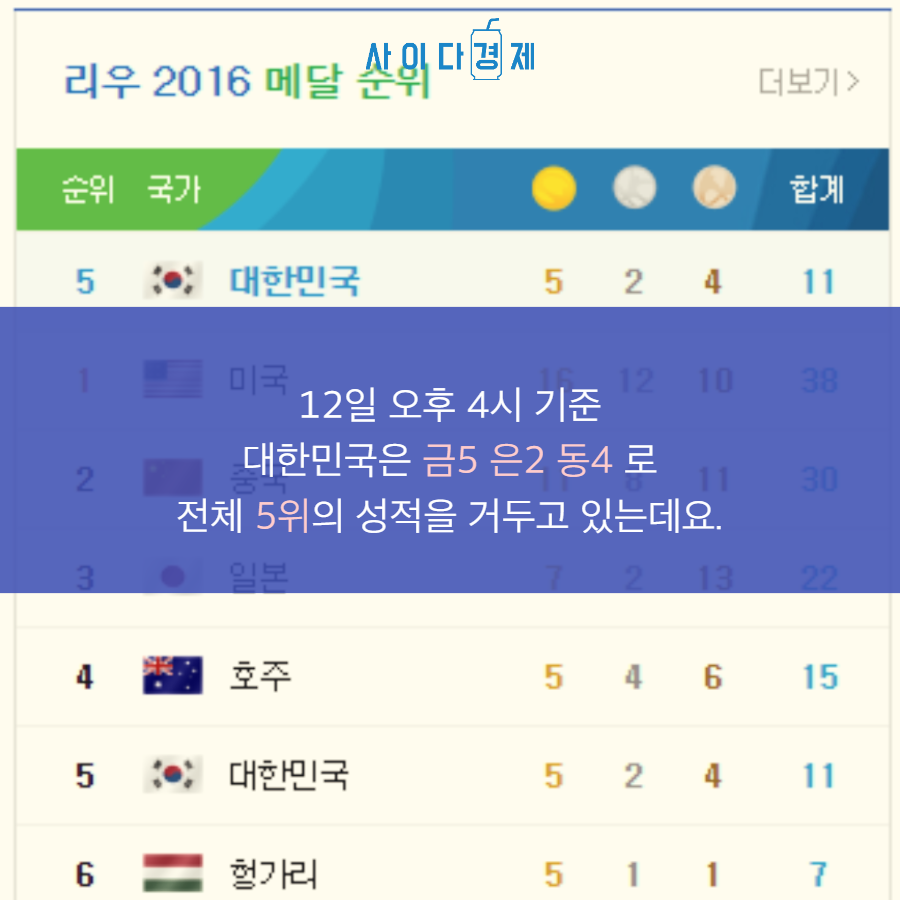 사이다경제
리우 2016 메달 순위 더보기 >
순위 국가 합계
5 대한민국 5 2 4 11
1 미국 16 12 10 38
12일 오후 4시 기준
대한민국은 금5 은2 동4 로
2 중국 11 8 11 30
전체 5위의 성적을 거두고 있는데요.
3 일본 7 2 13 22
4 호주 5 4 6 15
5 대한민국 5 2 4 11
6 헝가리 5 1 1 7